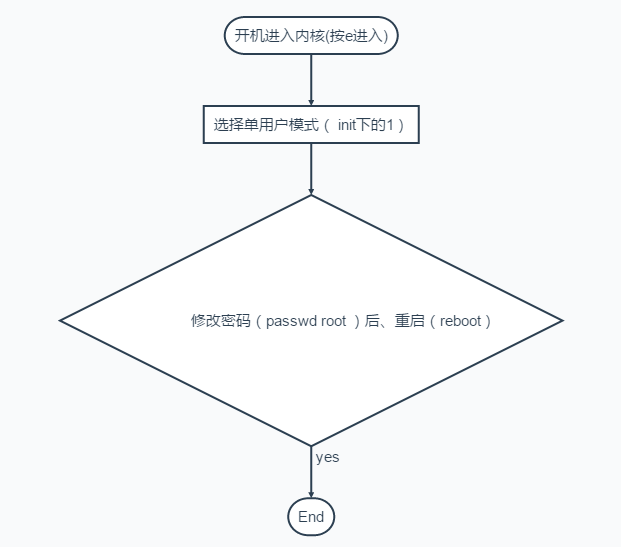 开机进入内核(按e进入)
选择单用户模式（ init下的1）
修改密码（passwd root ）后、重启（reboot）
yes
End